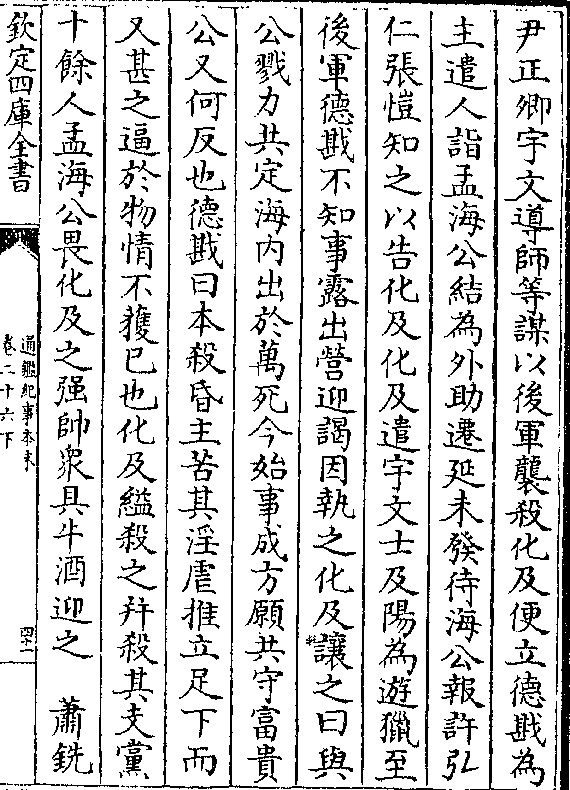 尹正卿宇文導師等謀以後軍襲殺化及便立德戡為
主遣人詣孟海公結為外助遷延未發待海公報許弘
仁張愷知之以告化及化及遣宇文士及陽為遊獵至
後軍德戡不知事露出營迎謁因執之化及讓之曰與
公戮力共定海内出於萬死今始事成方願共守富貴
公又何反也德戡曰本殺昏主苦其淫虐推立足下而
又甚之逼於物情不獲已也化及縊殺之并殺其支黨
十餘人孟海公畏化及之强帥衆具牛酒迎之　蕭銑
欽定四庫全書
通鑑紀事本末
卷二十六下